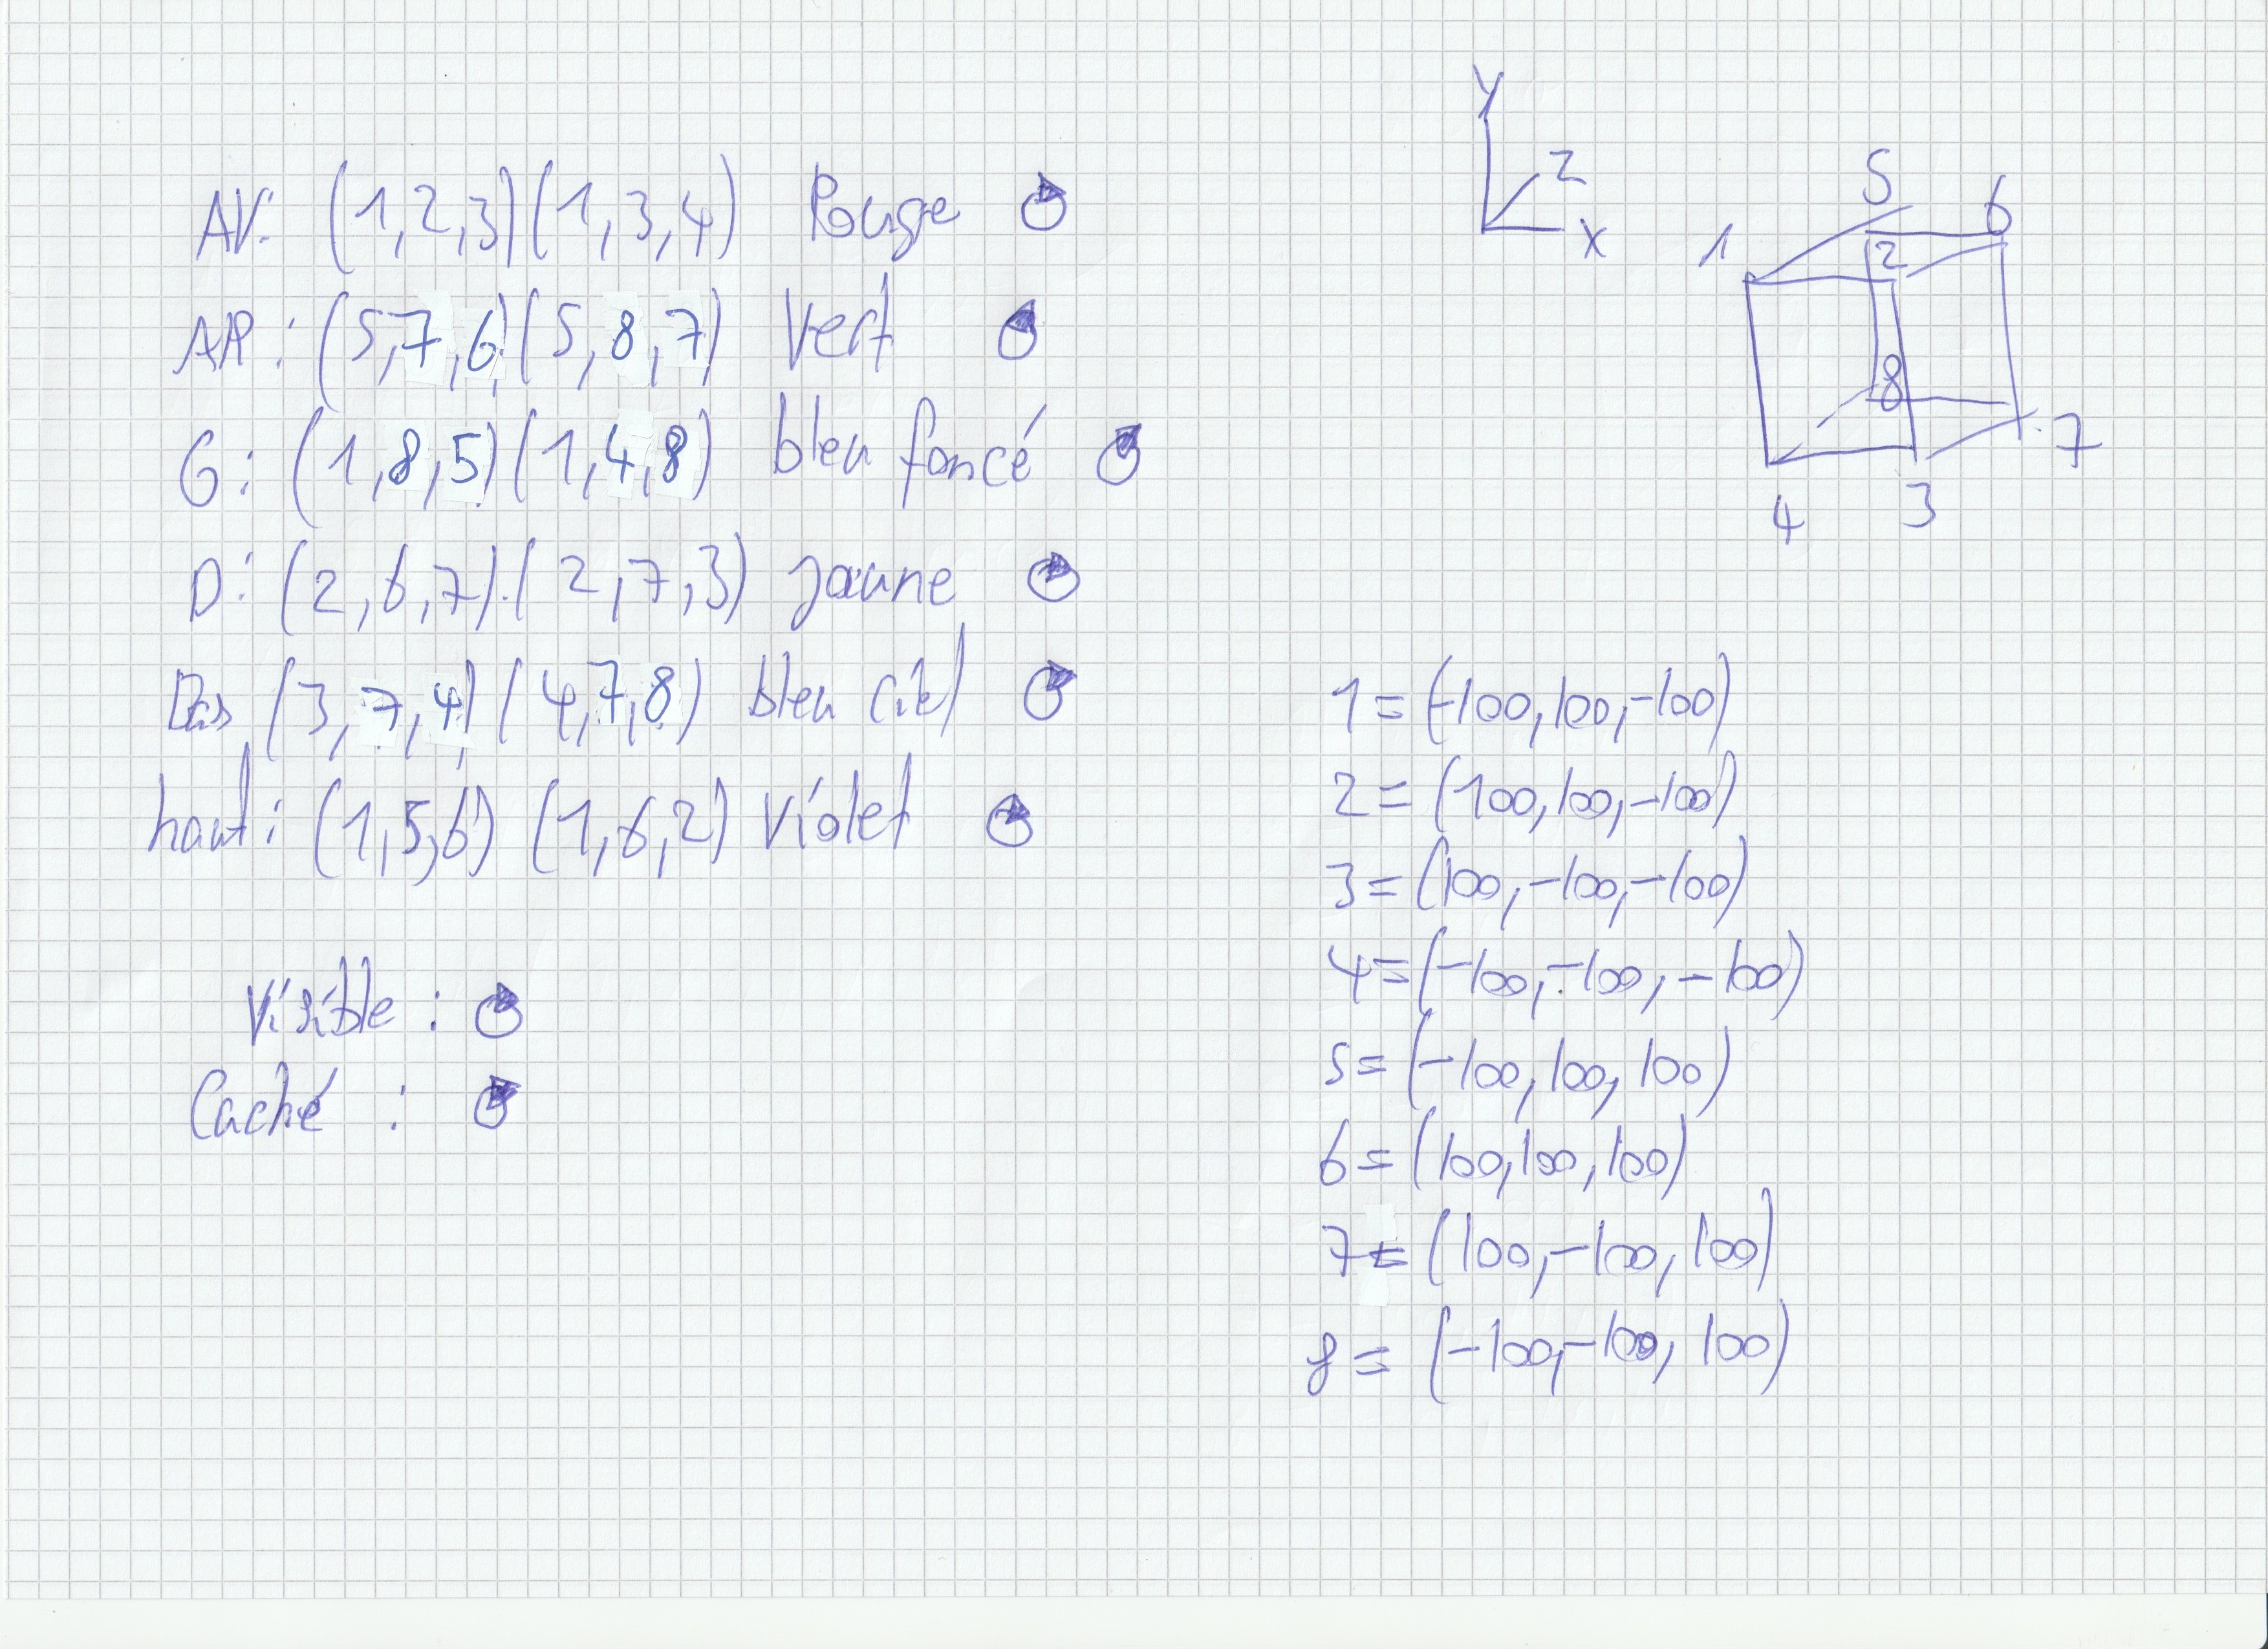 AV: (1,2,3)(1,3,4) Rouge
AR: (5,7,6)(5,8,7) Vert
G: (1,8,5)(1,4,8) bleu foncé
D: (2,6,7).(2,7,3) jaune
Bas (3,7,4)(4,7,8) bleu ciel
haut: (1,5,6) (1,6,2) Violet
Visible :
Caché :
Y
Z
X
5
6
1
2
8
7
4
3
1 = (-100,100,-100)
2 = (100,100,-100)
3 = (100,-100,-100)
4 = (-100,-100,-100)
5 = (-100,100,100)
6 = (100,100,100)
7 = (100,-100,100)
8 = (-100,-100,100)